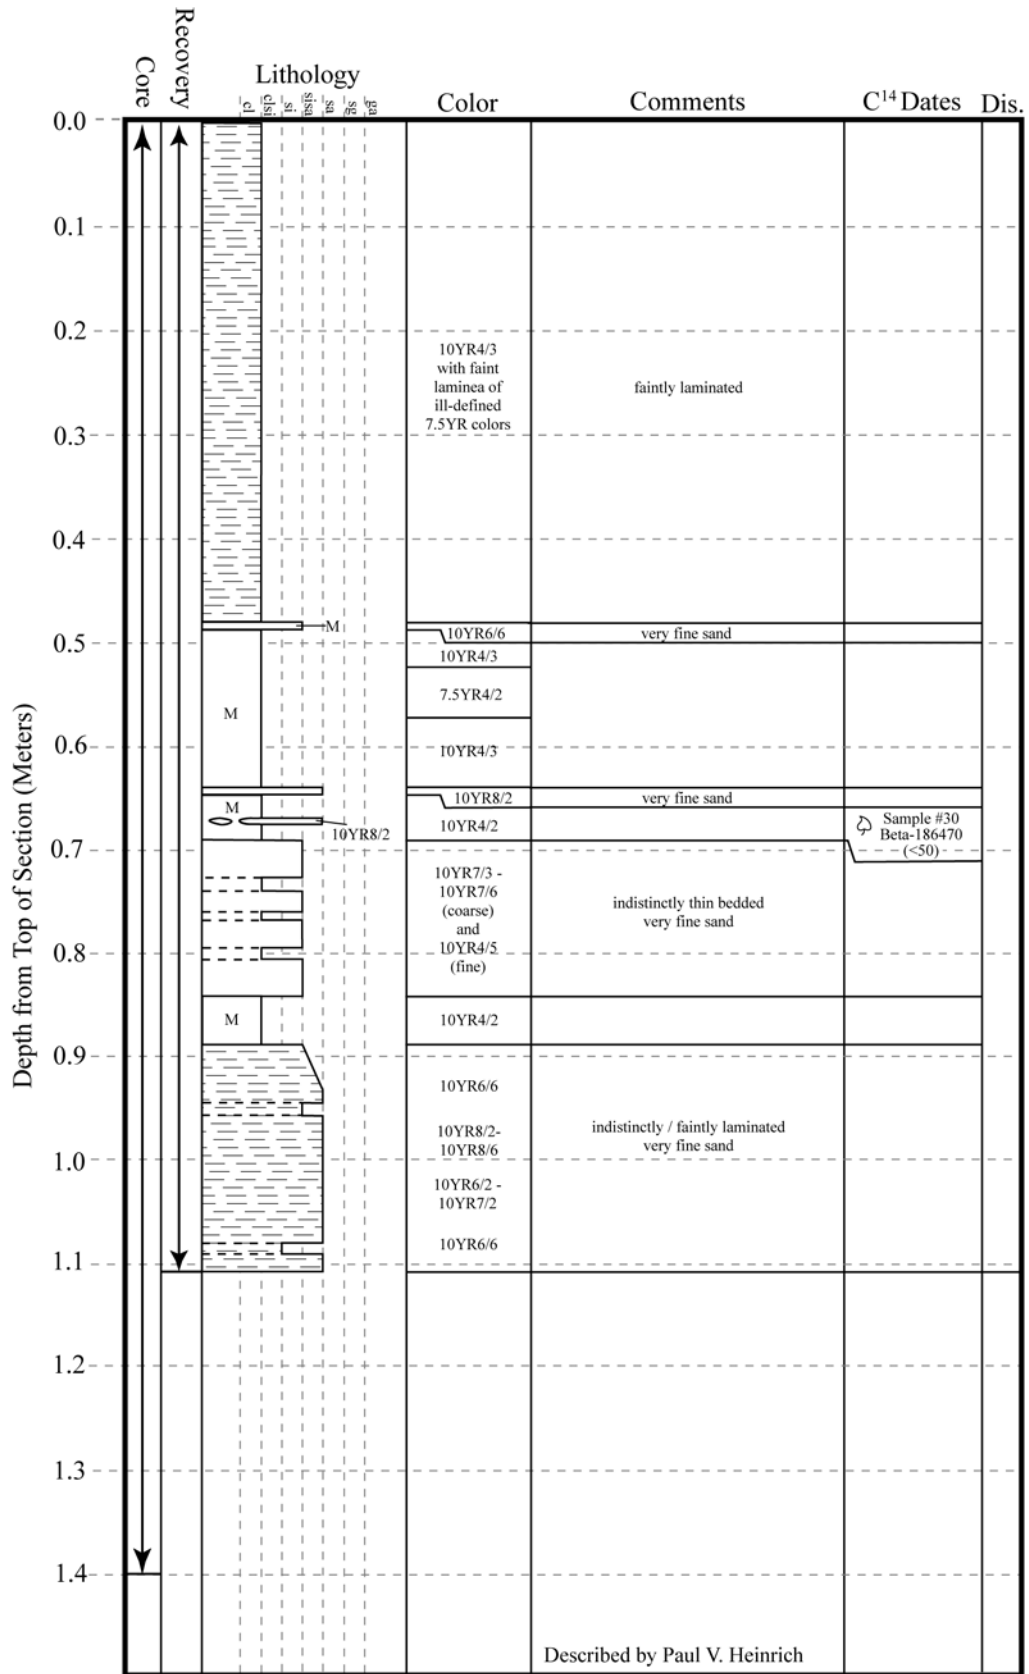 Core
Recovery
Lithology
cl
clsi
si
sisa
sa
sg
ga
Color
Comments
C¹⁴ Dates
Dis.
Depth from Top of Section (Meters)
0.0
0.1
0.2
10YR4/3
with faint
laminea of
ill-defined
7.5YR colors
faintly laminated
0.3
0.4
M
10YR6/6
very fine sand
0.5
10YR4/3
7.5YR4/2
M
0.6
10YR4/3
10YR8/2
very fine sand
M
10YR8/2
10YR4/2
Sample #30
Beta-186470
(<50)
0.7
10YR7/3 -
10YR7/6
(coarse)
and
10YR4/5
(fine)
indistinctly thin bedded
very fine sand
0.8
M
10YR4/2
0.9
10YR6/6
10YR8/2-
10YR8/6
indistinctly / faintly laminated
very fine sand
1.0
10YR6/2 -
10YR7/2
10YR6/6
1.1
1.2
1.3
1.4
Described by Paul V. Heinrich